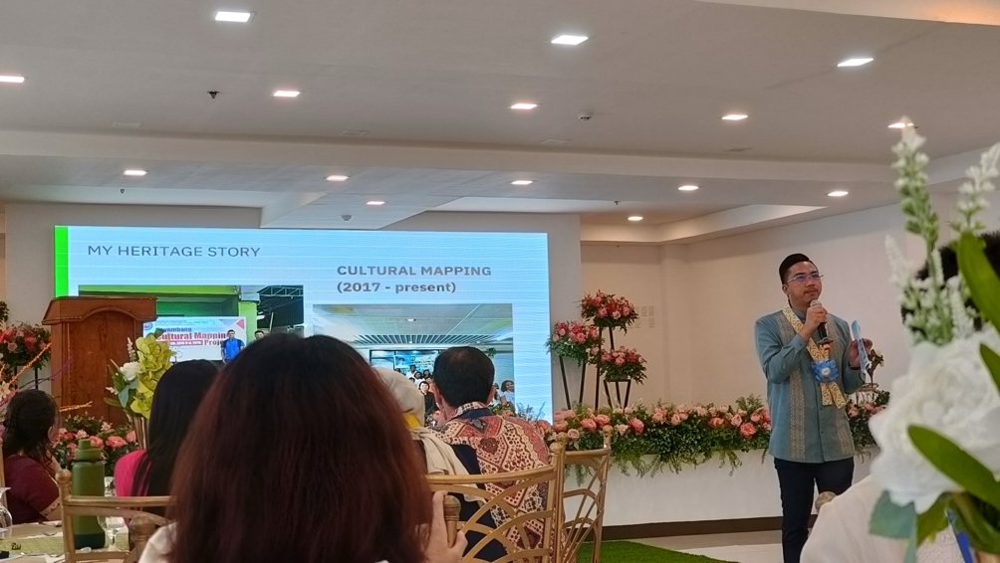 MY HERITAGE STORY
CULTURAL MAPPING
(2017 - present)
Cultural Mapping